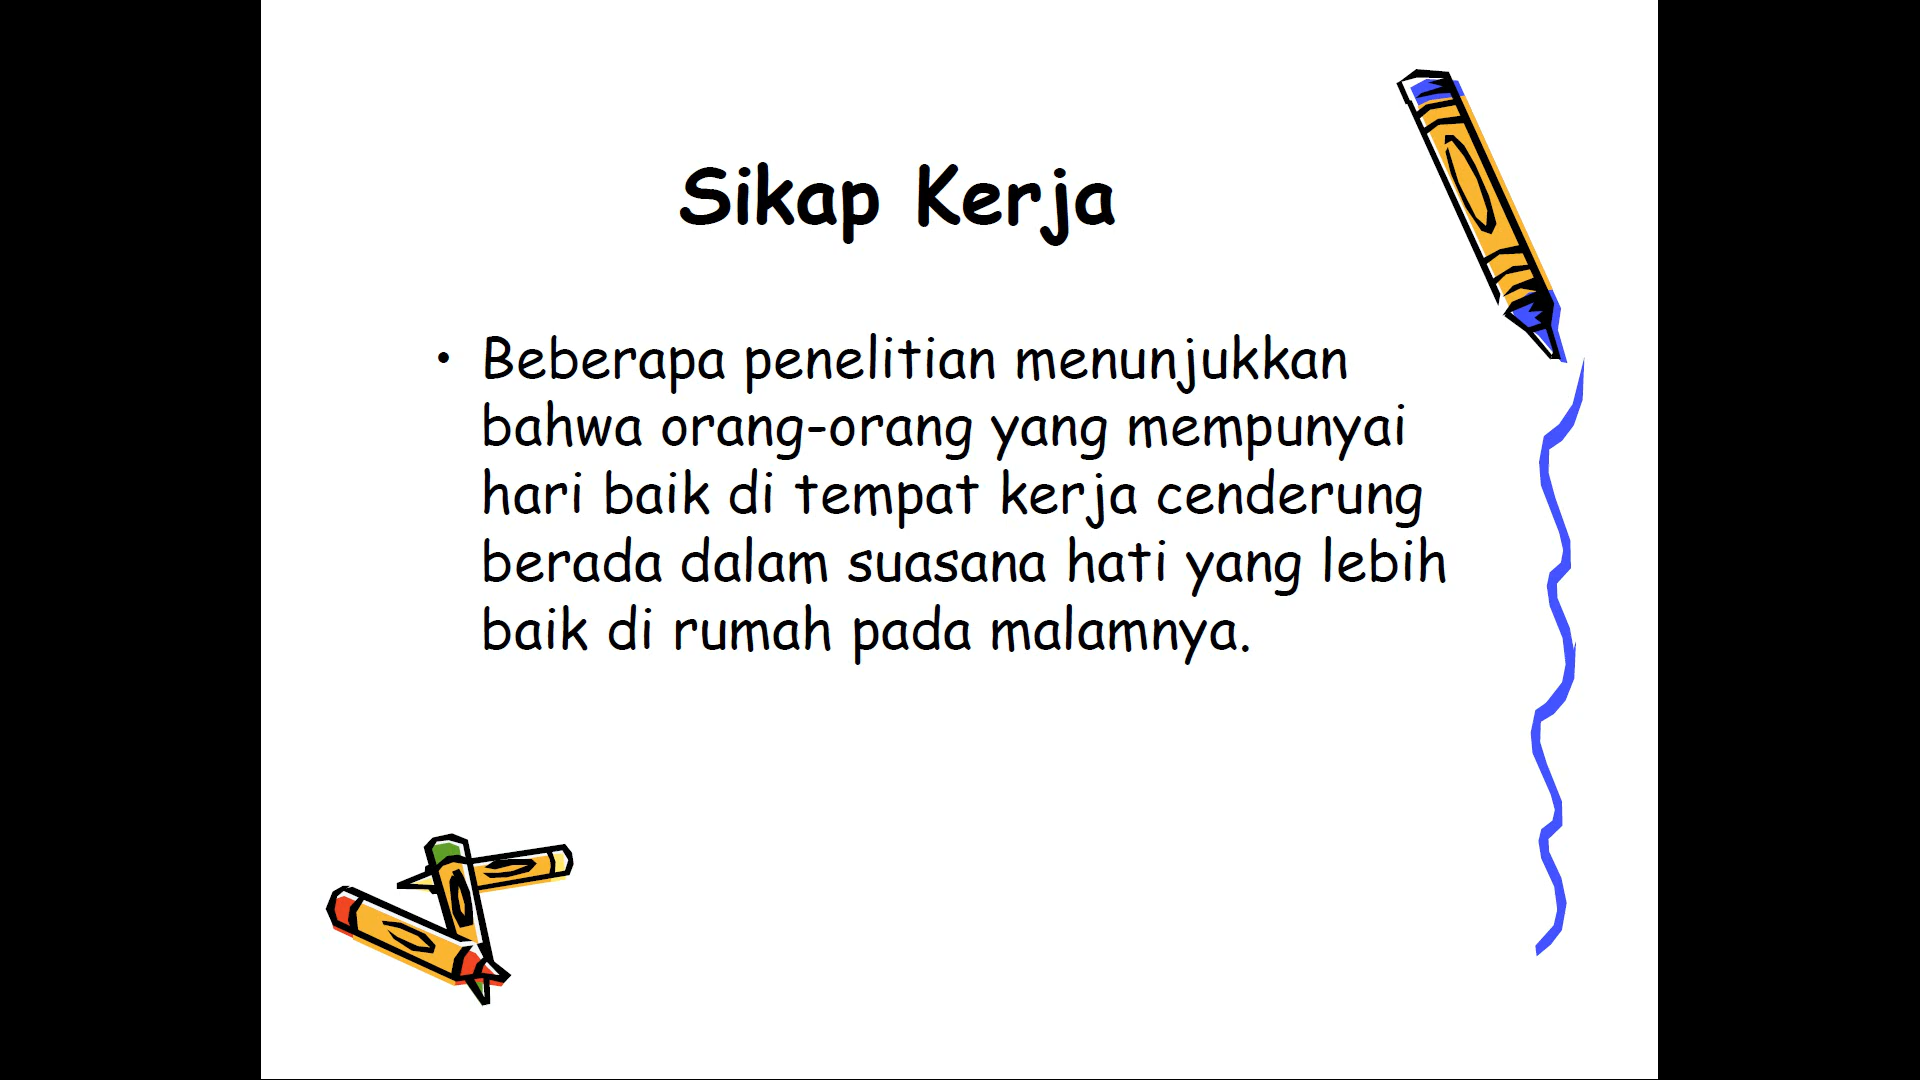 Sikap Kerja
• Beberapa penelitian menunjukkan
bahwa orang-orang yang mempunyai
hari baik di tempat kerja cenderung
berada dalam suasana hati yang lebih
baik di rumah pada malamnya.